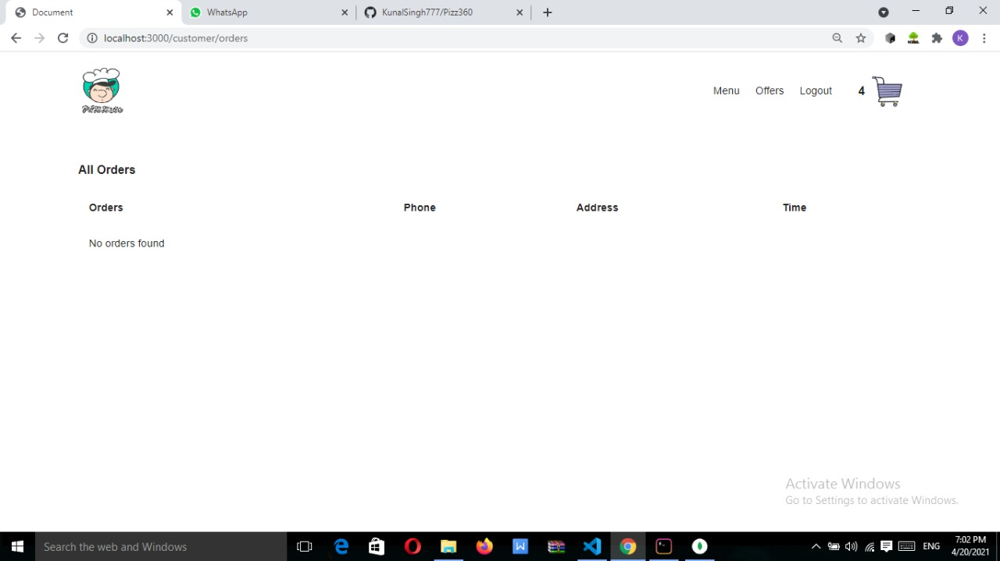 Document
WhatsApp
KunalSingh777/Pizz360
K
localhost:3000/customer/orders
Menu
Offers
Logout
4
All Orders
Orders Phone Address Time
No orders found
Activate Windows
Go to Settings to activate Windows.
Search the web and Windows
ENG
7:02 PM
4/20/2021